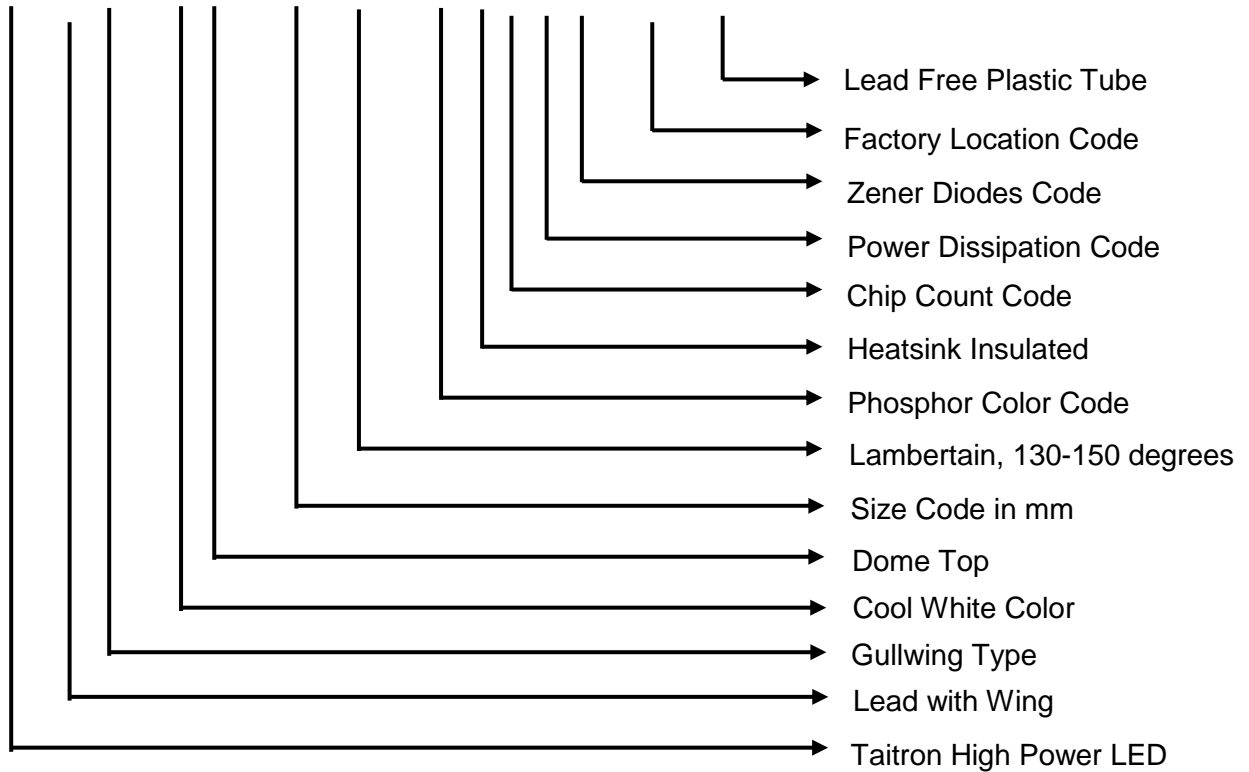 Lead Free Plastic Tube
Factory Location Code
Zener Diodes Code
Power Dissipation Code
Chip Count Code
Heatsink Insulated
Phosphor Color Code
Lambertain, 130-150 degrees
Size Code in mm
Dome Top
Cool White Color
Gullwing Type
Lead with Wing
Taitron High Power LED